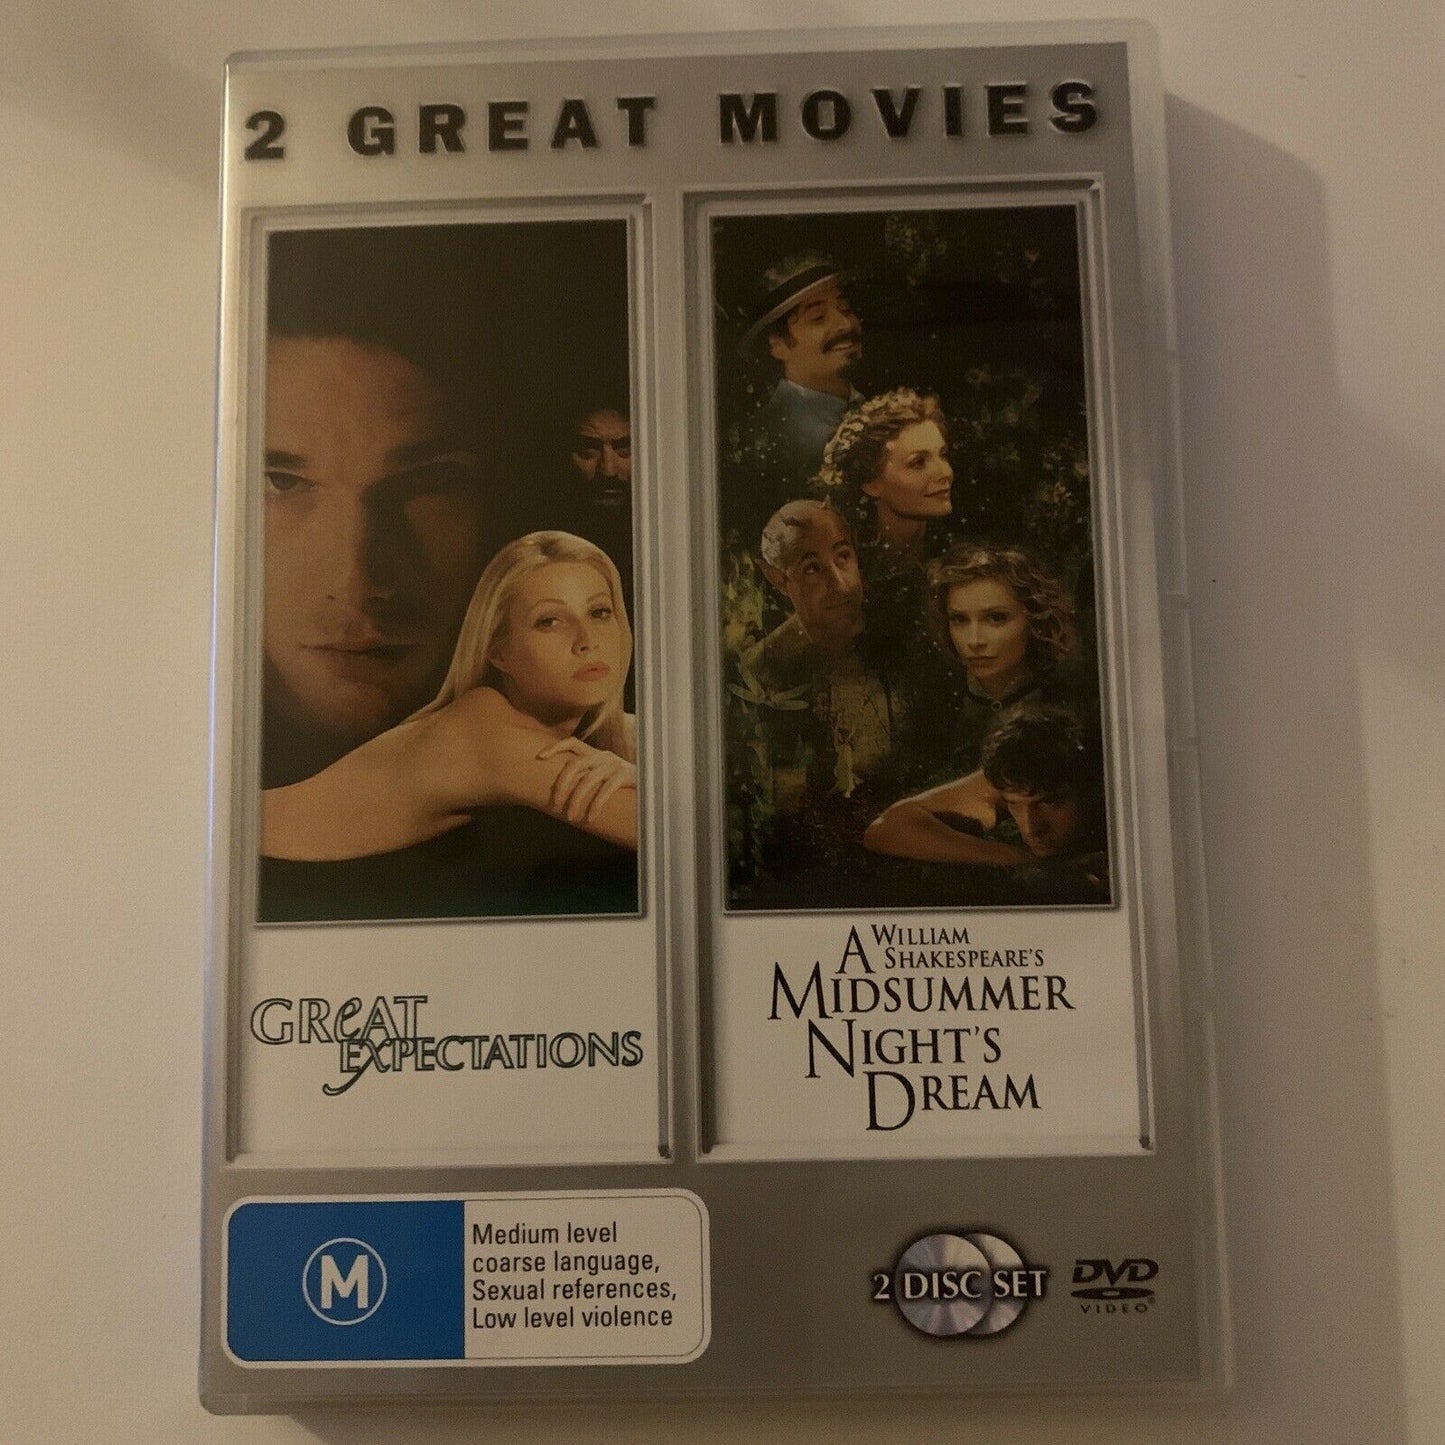 2 GREAT MOVIES
GREAT
EXPECTATIONS
WILLIAM
SHAKESPEARE'S
A
MIDSUMMER
NIGHT'S
DREAM
M
Medium level
coarse language,
Sexual references,
Low level violence
2 DISC SET
DVD
VIDEO